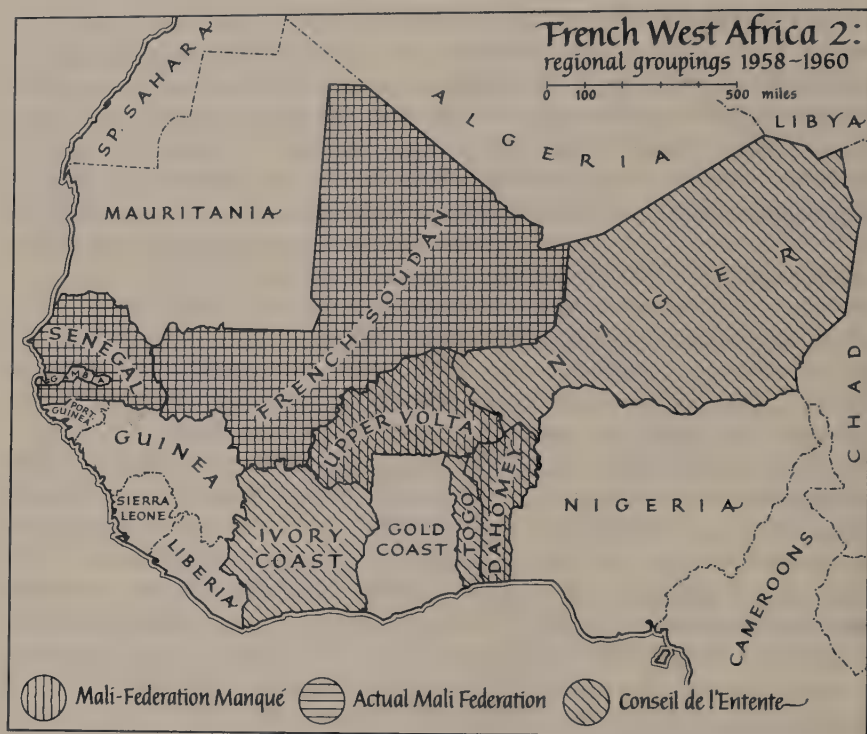 French West Africa 2:
regional groupings 1958–1960
0 100 500 miles
SP. SAHARA
ALGERIA
LIBYA
MAURITANIA
FRENCH SOUDAN
NIGER
SENEGAL
GAMBIA
PORT
GUINEA
GUINEA
UPPER VOLTA
CHAD
SIERRA
LEONE
LIBERIA
IVORY
COAST
GOLD
COAST
TOGO
DAHOMEY
NIGERIA
CAMEROONS
Mali-Federation Manqué
Actual Mali Federation
Conseil de l'Entente